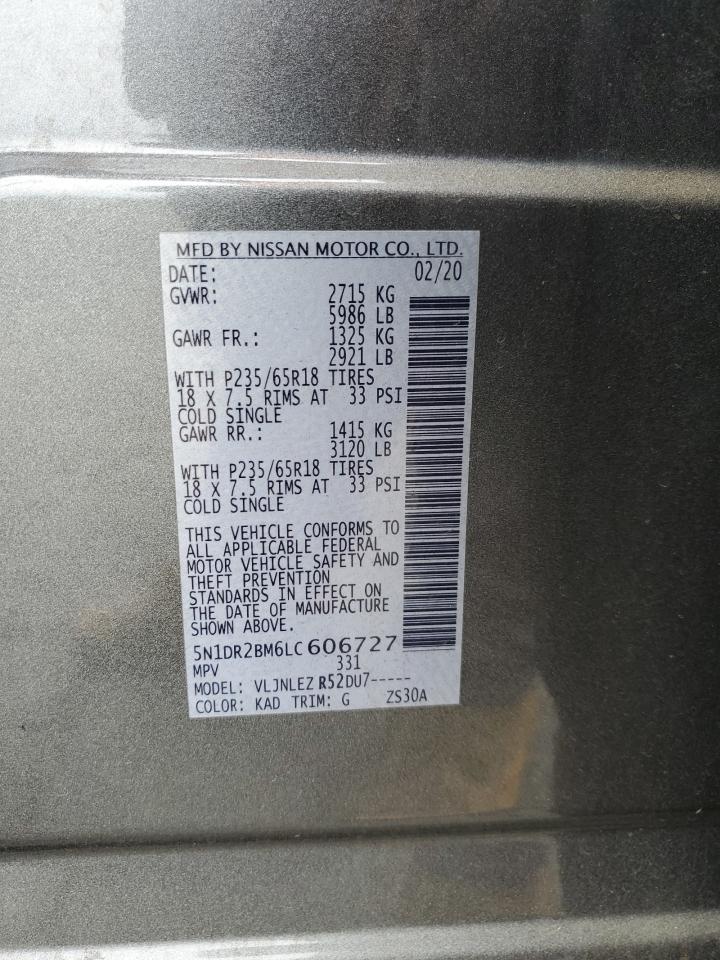 MFD BY NISSAN MOTOR CO., LTD.
DATE: 02/20
GVWR: 2715 KG
5986 LB
GAWR FR.: 1325 KG
2921 LB
WITH P235/65R18 TIRES
18 X 7.5 RIMS AT 33 PSI
COLD SINGLE
GAWR RR.: 1415 KG
3120 LB
WITH P235/65R18 TIRES
18 X 7.5 RIMS AT 33 PSI
COLD SINGLE
THIS VEHICLE CONFORMS TO
ALL APPLICABLE FEDERAL
MOTOR VEHICLE SAFETY AND
THEFT PREVENTION
STANDARDS IN EFFECT ON
THE DATE OF MANUFACTURE
SHOWN ABOVE.
5N1DR2BM6LC606727
MPV 331
MODEL: VLJNLEZ R52DU7-----
COLOR: KAD TRIM: G ZS30A